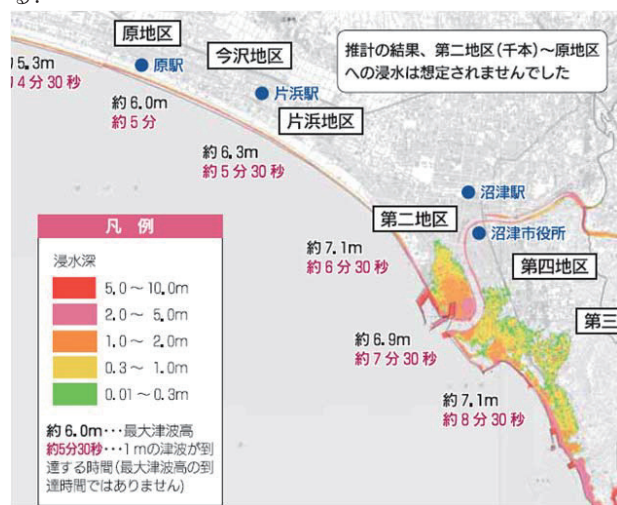 る.
原地区
今沢地区
推計の結果、第二地区(千本)～原地区
への浸水は想定されませんでした
約5.3m
約4分30秒
原駅
片浜駅
約6.0m
約5分
片浜地区
約6.3m
約5分30秒
沼津駅
第二地区
沼津市役所
約7.1m
約6分30秒
第四地区
第三
約6.9m
約7分30秒
約7.1m
約8分30秒
凡 例
浸水深
5.0～10.0m
2.0～ 5.0m
1.0～ 2.0m
0.3～ 1.0m
0.01～0.3m
約6.0m･･･最大津波高
約5分30秒･･･1mの津波が到
達する時間(最大津波高の到
達時間ではありません)